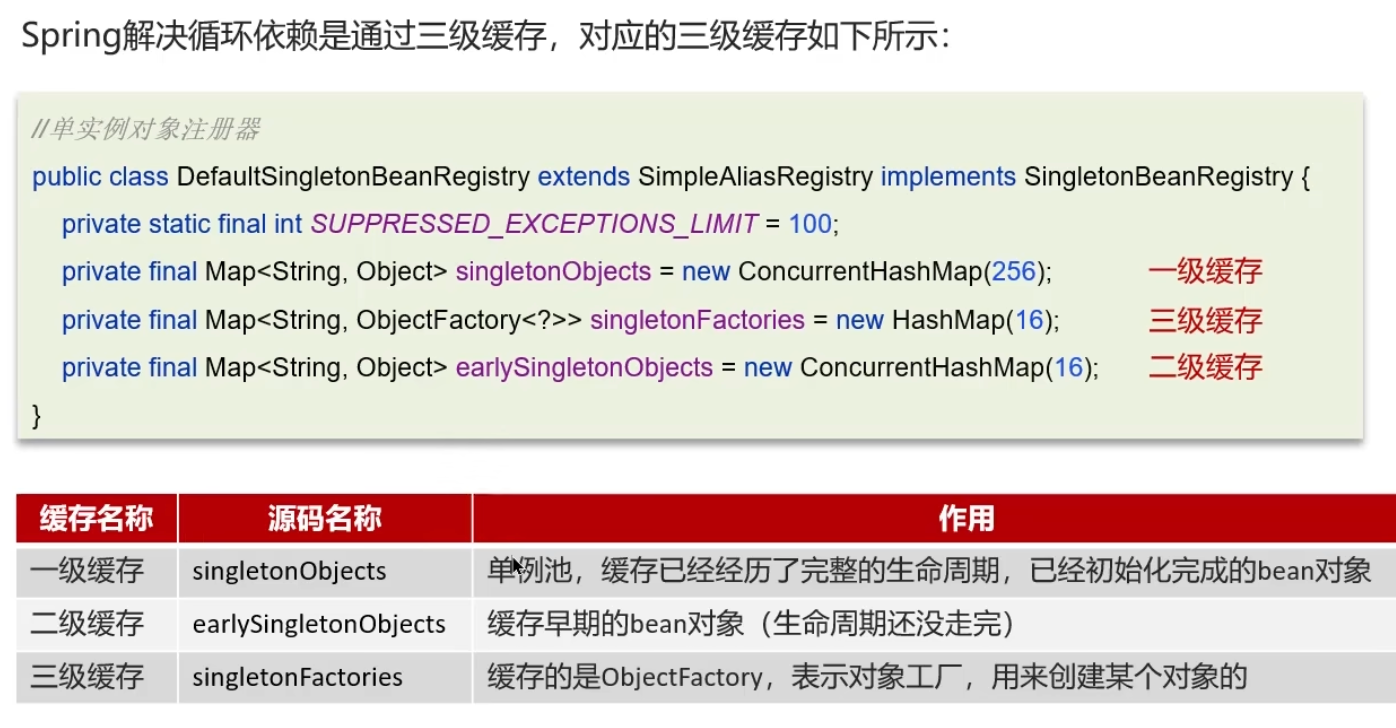 Spring解决循环依赖是通过三级缓存，对应的三级缓存如下所示：
//单实例对象注册器
public class DefaultSingletonBeanRegistry extends SimpleAliasRegistry implements SingletonBeanRegistry {
private static final int SUPPRESSED_EXCEPTIONS_LIMIT = 100;
private final Map<String, Object> singletonObjects = new ConcurrentHashMap(256); 一级缓存
private final Map<String, ObjectFactory<?>> singletonFactories = new HashMap(16); 三级缓存
private final Map<String, Object> earlySingletonObjects = new ConcurrentHashMap(16); 二级缓存
}
缓存名称 源码名称 作用
一级缓存 singletonObjects 单例池，缓存已经经历了完整的生命周期，已经初始化完成的bean对象
二级缓存 earlySingletonObjects 缓存早期的bean对象（生命周期还没走完）
三级缓存 singletonFactories 缓存的是ObjectFactory，表示对象工厂，用来创建某个对象的